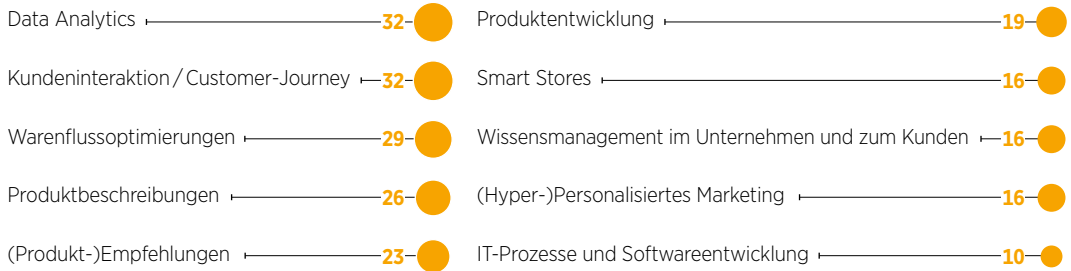 Data Analytics 32
Kundeninteraktion / Customer-Journey 32
Warenflussoptimierungen 29
Produktbeschreibungen 26
(Produkt-)Empfehlungen 23
Produktentwicklung 19
Smart Stores 16
Wissensmanagement im Unternehmen und zum Kunden 16
(Hyper-)Personalisiertes Marketing 16
IT-Prozesse und Softwareentwicklung 10